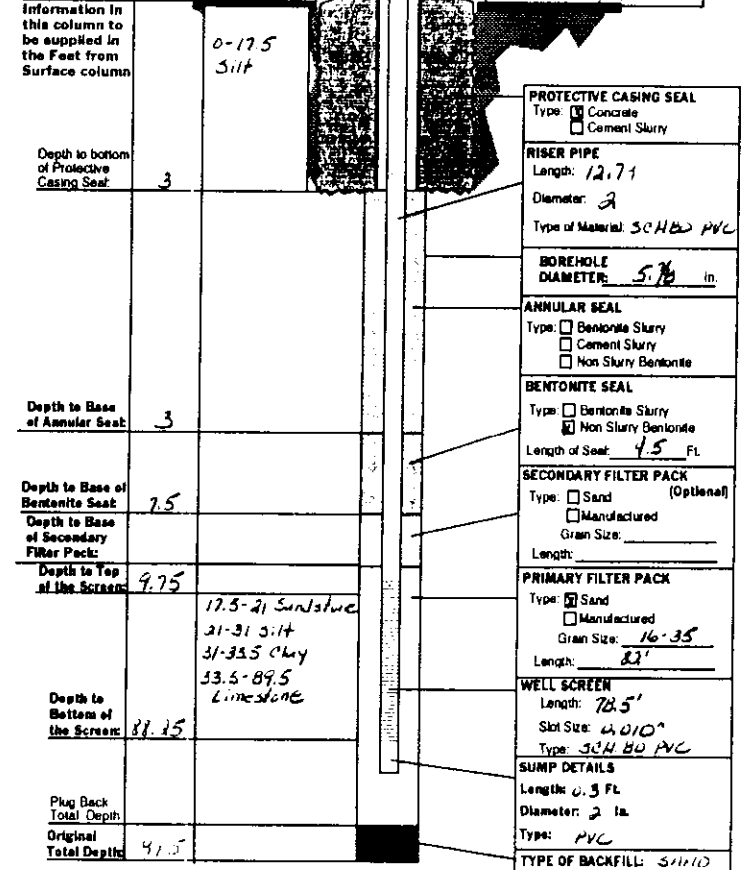 Information in
this column to
be supplied in
the Feet from
Surface column
0-17.5
Silt
Depth to bottom
of Protective
Casing Seal: 3
Depth to Base
of Annular Seal: 3
Depth to Base of
Bentonite Seal: 7.5
Depth to Base
of Secondary
Filter Pack:
Depth to Top
of the Screen: 9.75
17.5-21 Sandstone
21-31 Silt
31-33.5 Clay
33.5-89.5
Limestone
Depth to
Bottom of
the Screen: 88.25
Plug Back
Total Depth
Original
Total Depth:
PROTECTIVE CASING SEAL
Type: Concrete
Cement Slurry
RISER PIPE
Length: 12.71
Diameter: 2
Type of Material: SCH 80 PVC
BOREHOLE
DIAMETER: 5.7/8 in.
ANNULAR SEAL
Type: Bentonite Slurry
Cement Slurry
Non Slurry Bentonite
BENTONITE SEAL
Type: Bentonite Slurry
Non Slurry Bentonite
Length of Seal: 4.5 Ft.
SECONDARY FILTER PACK
Type: Sand (Optional)
Manufactured
Grain Size:
Length:
PRIMARY FILTER PACK
Type: Sand
Manufactured
Grain Size: 16-35
Length: 82'
WELL SCREEN
Length: 78.5'
Slot Size: 0.010"
Type: SCH 80 PVC
SUMP DETAILS
Length: 0.3 Ft.
Diameter: 2 In.
Type: PVC
TYPE OF BACKFILL: SAND